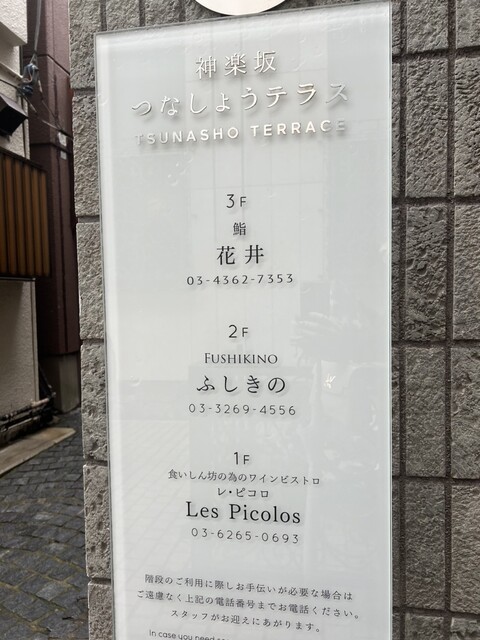 神楽坂
つなしょうテラス
TSUNASHO TERRACE
3F
鮨
花井
03-4362-7353
2F
FUSHIKINO
ふしきの
03-3269-4556
1F
食いしん坊の為のワインビストロ
レ・ピコロ
Les Picolos
03-6265-0693
階段のご利用に際しお手伝いが必要な場合は
ご遠慮なく上記の電話番号までお電話ください。
スタッフがお迎えにあがります。
In case you need